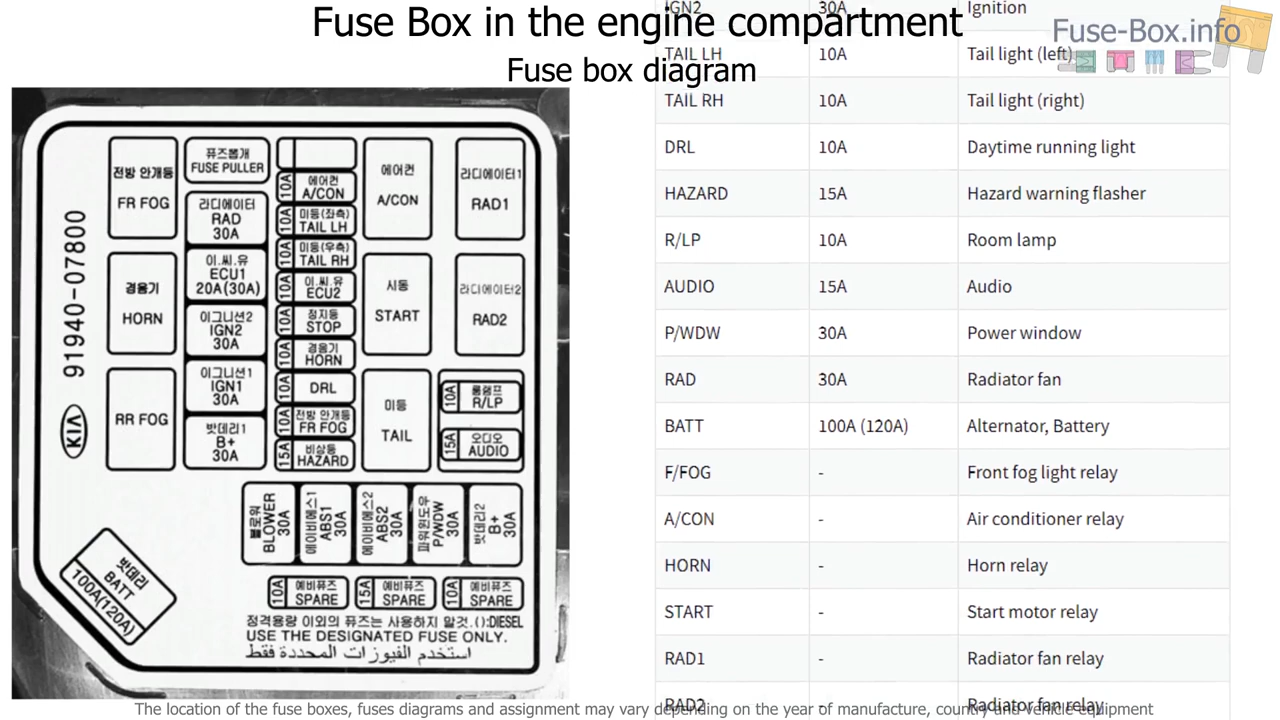 Fuse Box in the engine compartment
Fuse box diagram
Fuse-Box.info
91940-07800
KIA
전방 안개등
FR FOG
경음기
HORN
RR FOG
퓨즈뽑개
FUSE PULLER
라디에이터
RAD
30A
이.씨.유
ECU1
20A(30A)
이그니션2
IGN2
30A
이그니션1
IGN1
30A
밧데리1
B+
30A
10A 에어컨
A/CON
10A 미등(좌측)
TAIL LH
10A 미등(우측)
TAIL RH
10A 이.씨.유
ECU2
10A 정지등
STOP
10A 경음기
HORN
10A DRL
10A 전방 안개등
FR FOG
15A 비상등
HAZARD
에어컨
A/CON
시동
START
미등
TAIL
라디에이터1
RAD1
라디에이터2
RAD2
10A 룸램프
R/LP
15A 오디오
AUDIO
블로워
BLOWER
30A
에이비에스1
ABS1
30A
에이비에스2
ABS2
30A
파워윈도우
P/WDW
30A
밧데리2
B+
30A
밧데리
BATT
100A(120A)
10A 예비퓨즈
SPARE
15A 예비퓨즈
SPARE
10A 예비퓨즈
SPARE
정격용량 이외의 퓨즈는 사용하지 말것.():DIESEL
USE THE DESIGNATED FUSE ONLY.
استخدم الفيوزات المحددة فقط
IGN2 30A Ignition
TAIL LH 10A Tail light (left)
TAIL RH 10A Tail light (right)
DRL 10A Daytime running light
HAZARD 15A Hazard warning flasher
R/LP 10A Room lamp
AUDIO 15A Audio
P/WDW 30A Power window
RAD 30A Radiator fan
BATT 100A (120A) Alternator, Battery
F/FOG - Front fog light relay
A/CON - Air conditioner relay
HORN - Horn relay
START - Start motor relay
RAD1 - Radiator fan relay
RAD2 - Radiator fan relay
The location of the fuse boxes, fuses diagrams and assignment may vary depending on the year of manufacture, country and vehicle equipment